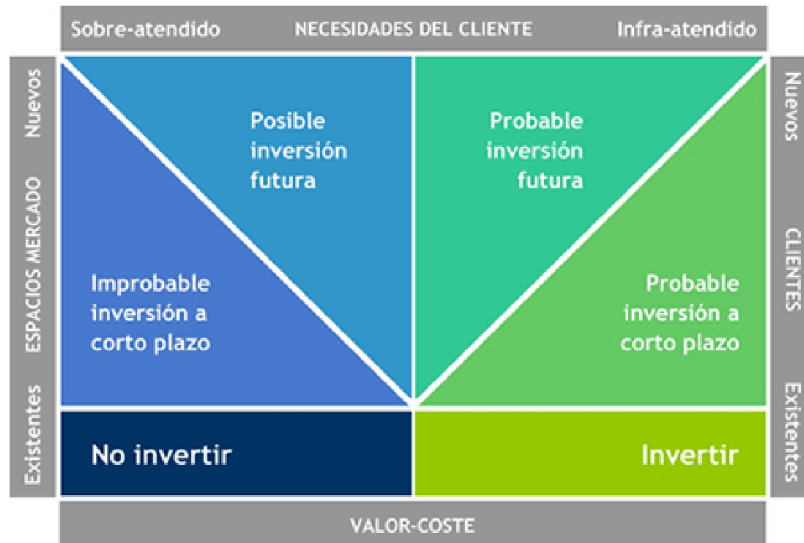 Sobre-atendido NECESIDADES DEL CLIENTE Infra-atendido
Nuevos
ESPACIOS MERCADO
Existentes
Posible
inversión
futura
Probable
inversión
futura
Improbable
inversión a
corto plazo
Probable
inversión a
corto plazo
No invertir
Invertir
Nuevos
CLIENTES
Existentes
VALOR-COSTE